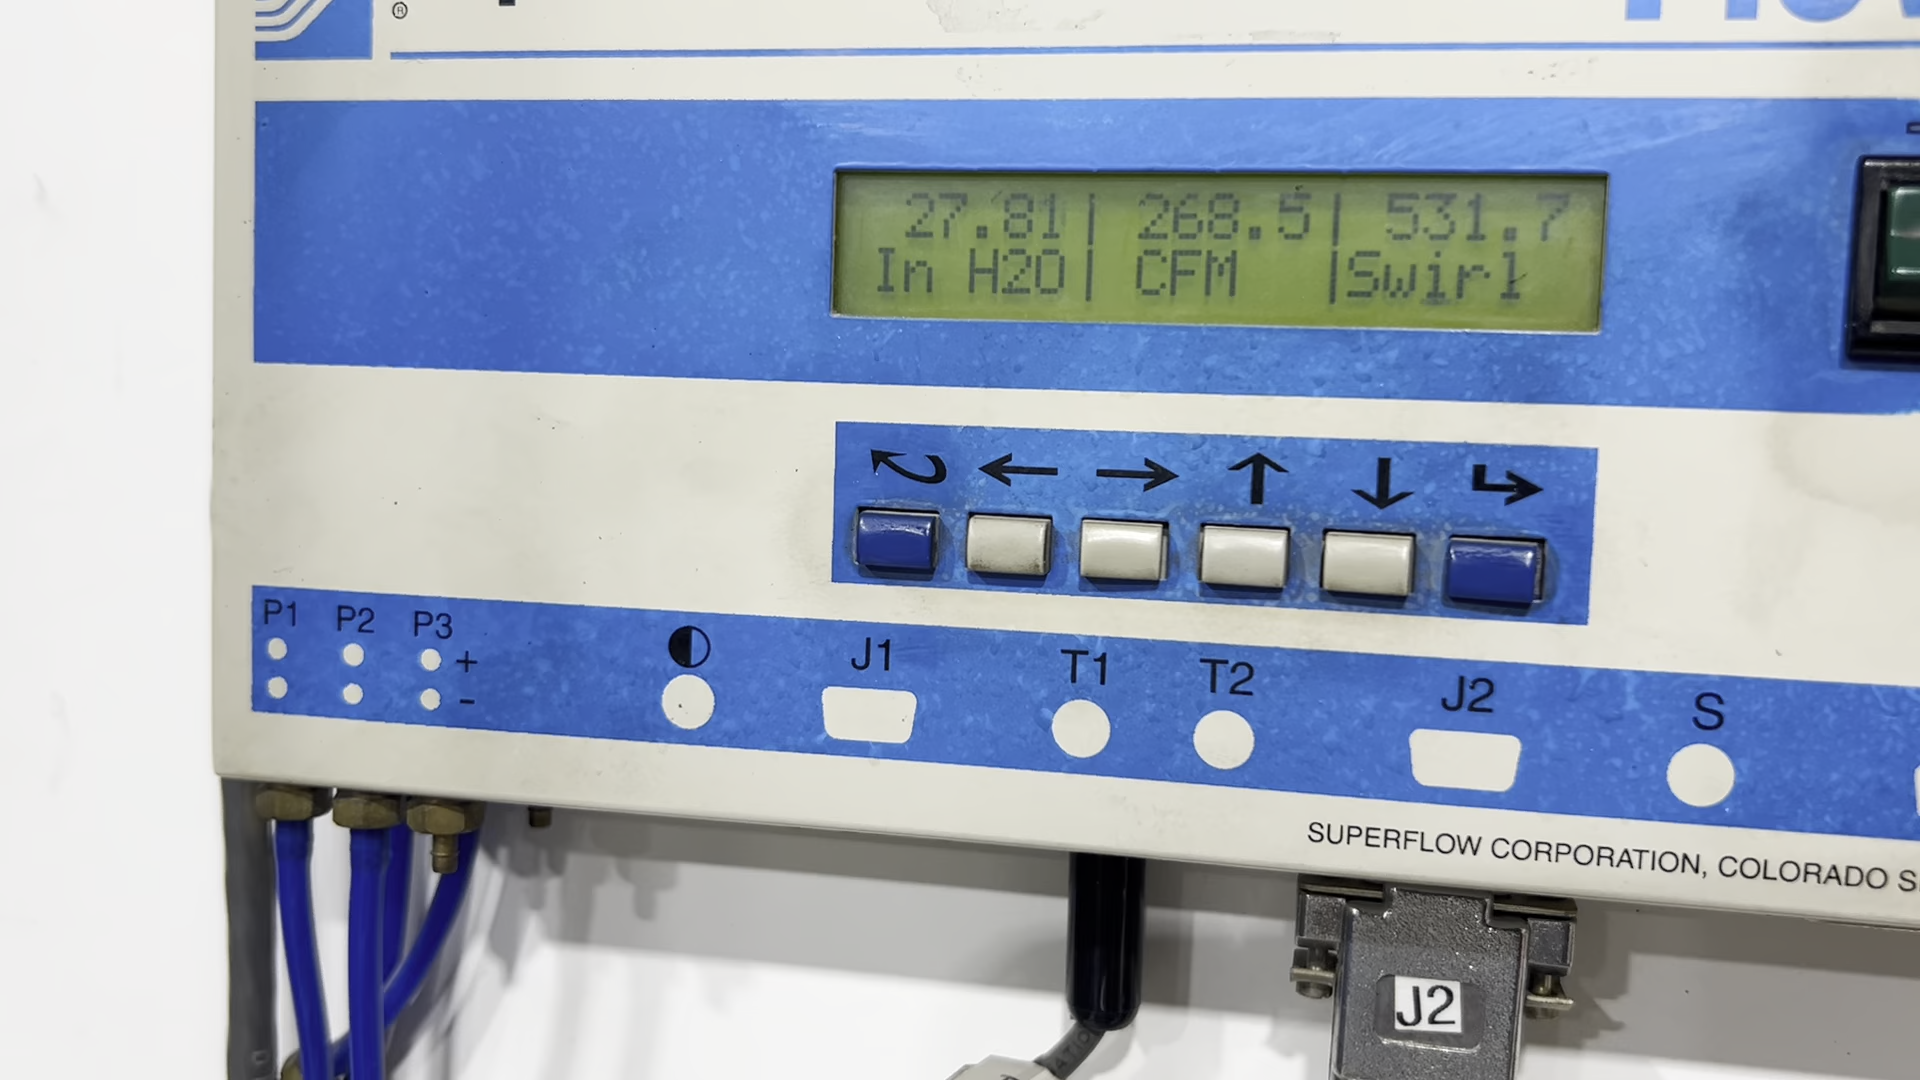 ®
27.81| 268.5| 531.7
In H2O| CFM |Swirl
P1 P2 P3
+
-
J1 T1 T2 J2 S
SUPERFLOW CORPORATION, COLORADO
J2